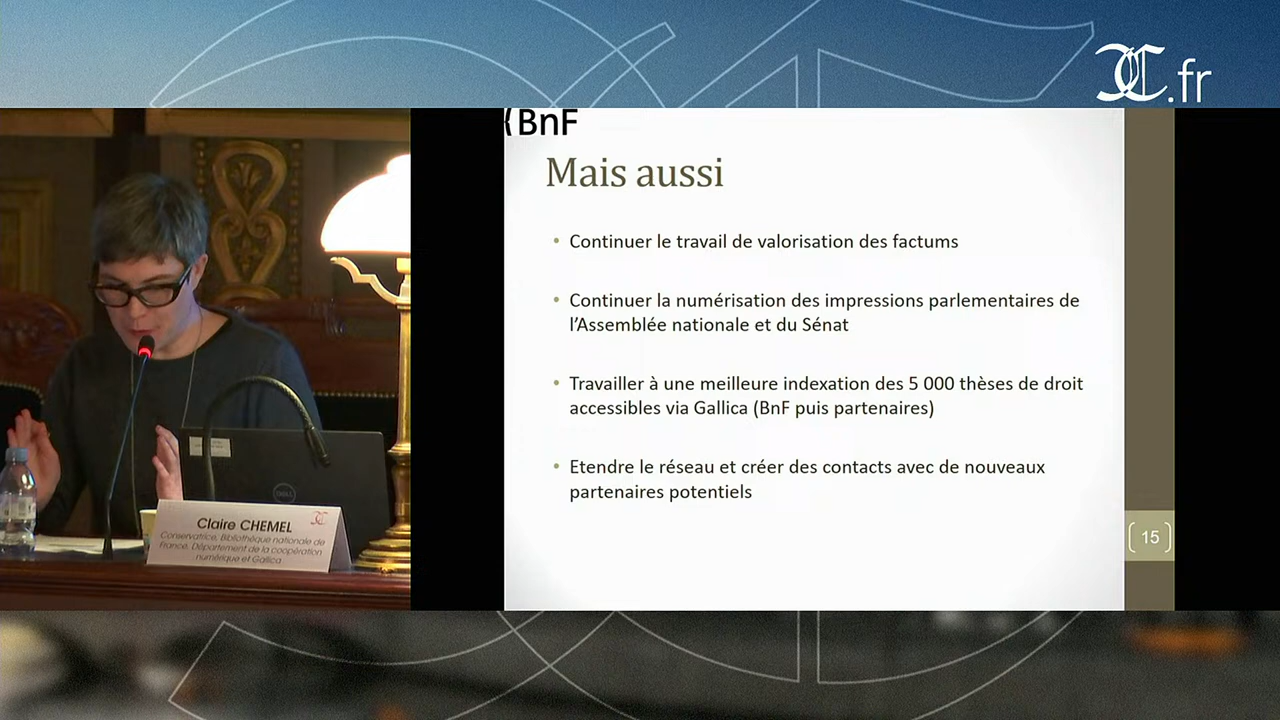 CC.fr
BnF
Mais aussi
• Continuer le travail de valorisation des factums
• Continuer la numérisation des impressions parlementaires de
l'Assemblée nationale et du Sénat
• Travailler à une meilleure indexation des 5 000 thèses de droit
accessibles via Gallica (BnF puis partenaires)
• Etendre le réseau et créer des contacts avec de nouveaux
partenaires potentiels
15
DELL
Claire CHEMEL
Conservatrice, Bibliothèque nationale de
France, Département de la coopération
numérique et Gallica